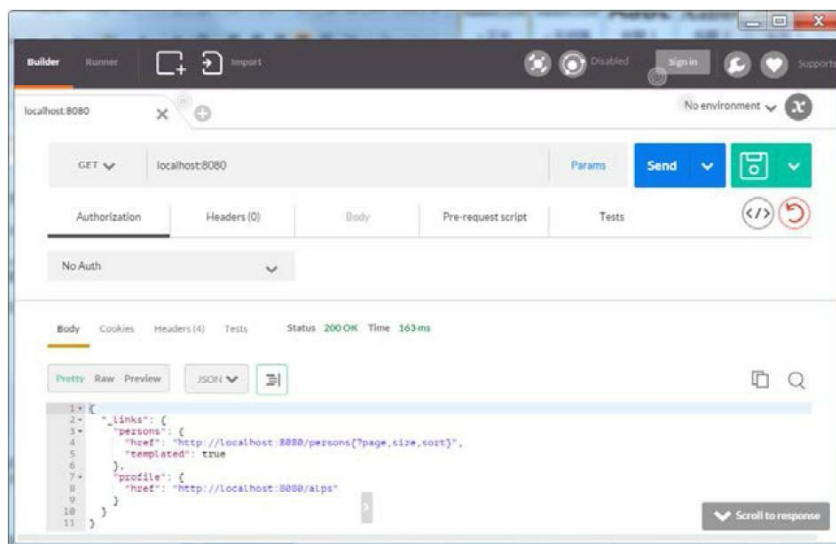 Builder Runner Import Disabled Sign in
localhost:8080 No environment
GET localhost:8080 Params Send
Authorization Headers (0) Body Pre-request script Tests
No Auth
Body Cookies Headers (4) Tests Status 200 OK Time 163 ms
Pretty Raw Preview JSON
1 {
2 "_links": {
3 "persons": {
4 "href": "http://localhost:8080/persons{?page,size,sort}",
5 "templated": true
6 },
7 "profile": {
8 "href": "http://localhost:8080/alps"
9 }
10 }
11 }
Scroll to response